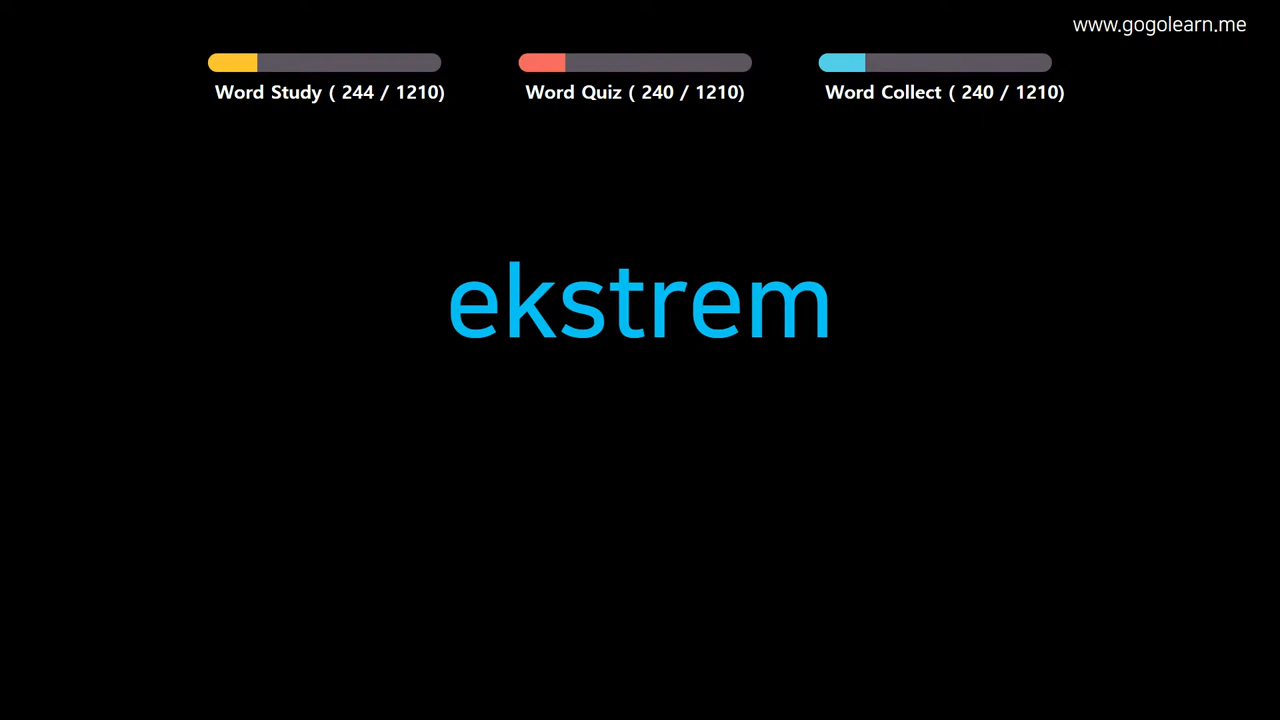 www.gogolearn.me
Word Study ( 244 / 1210)
Word Quiz ( 240 / 1210)
Word Collect ( 240 / 1210)
ekstrem